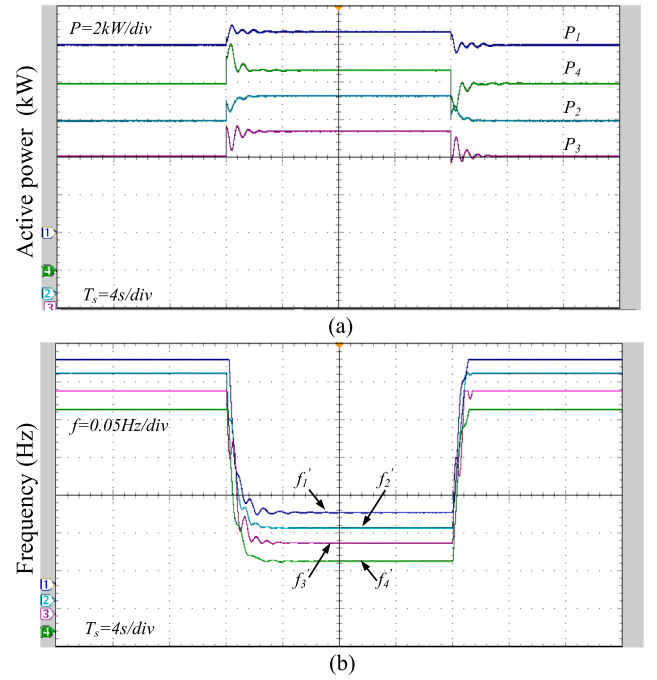 P=2kW/div
P₁
P₄
P₂
P₃
Active power (kW)
1
4
2
3
Tₛ=4s/div
(a)
f=0.05Hz/div
Frequency (Hz)
f₁'
f₂'
f₃'
f₄'
1
2
3
4
Tₛ=4s/div
(b)